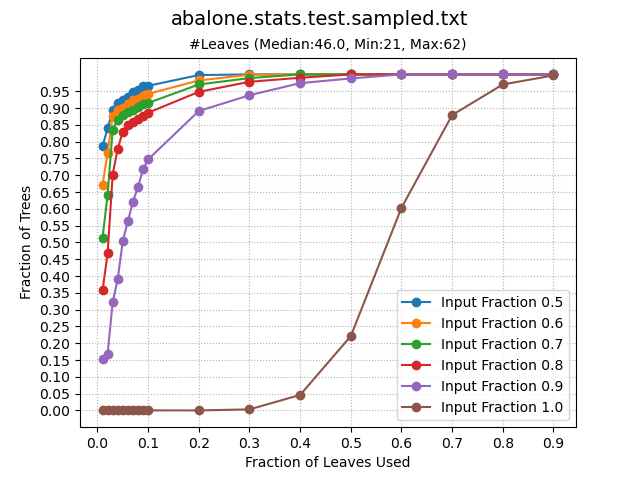 abalone.stats.test.sampled.txt
#Leaves (Median:46.0, Min:21, Max:62)
Fraction of Trees
0.95
0.90
0.85
0.80
0.75
0.70
0.65
0.60
0.55
0.50
0.45
0.40
0.35
0.30
0.25
0.20
0.15
0.10
0.05
0.00
Input Fraction 0.5
Input Fraction 0.6
Input Fraction 0.7
Input Fraction 0.8
Input Fraction 0.9
Input Fraction 1.0
0.0 0.1 0.2 0.3 0.4 0.5 0.6 0.7 0.8 0.9
Fraction of Leaves Used